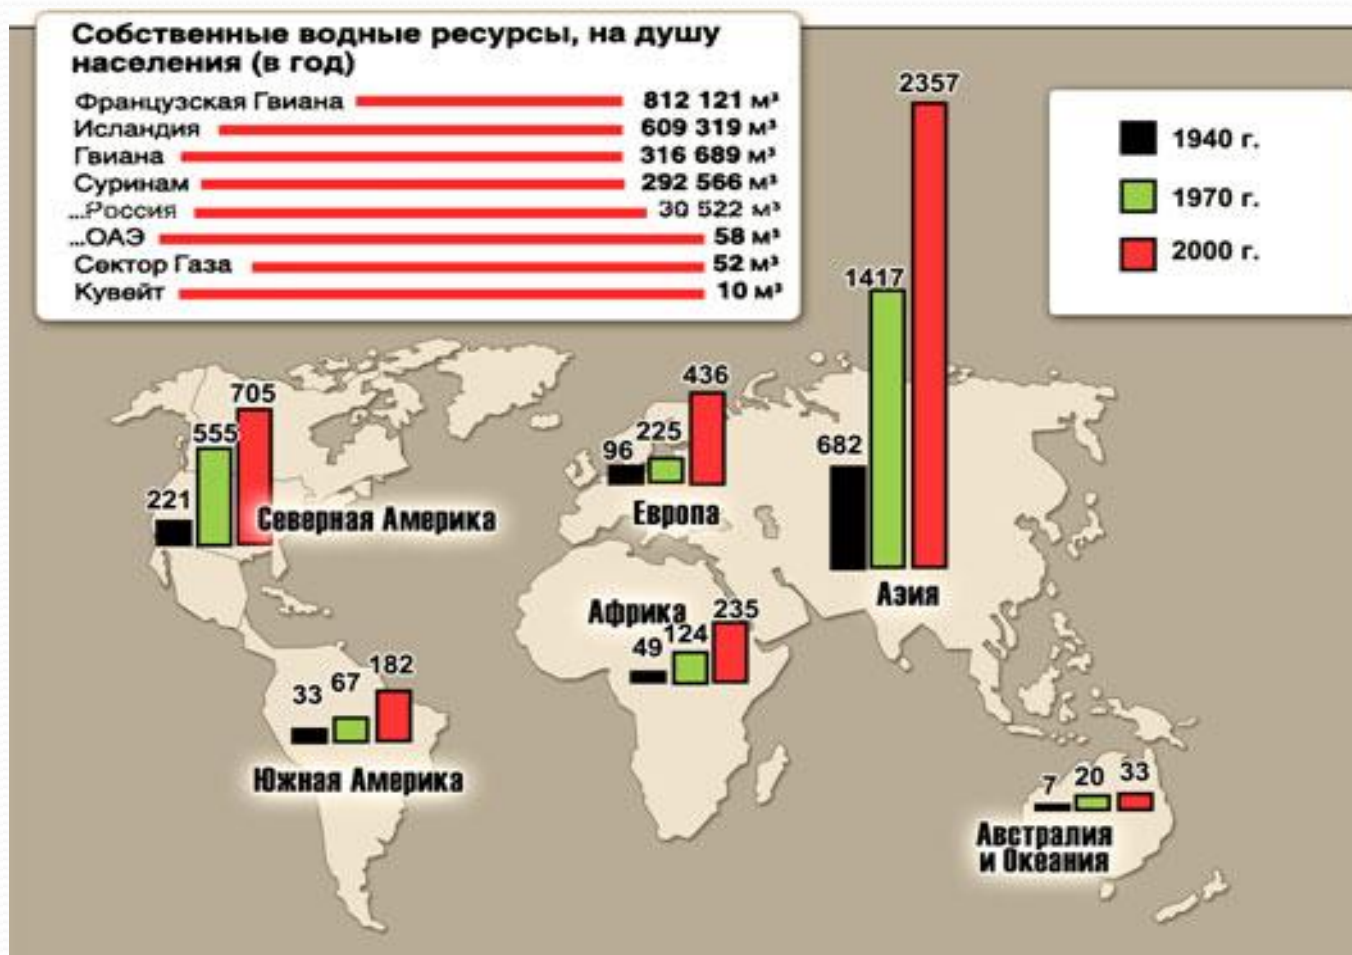 Собственные водные ресурсы, на душу
населения (в год)
Французская Гвиана 812 121 м³
Исландия 609 319 м³
Гвиана 316 689 м³
Суринам 292 566 м³
...Россия 30 522 м³
...ОАЭ 58 м³
Сектор Газа 52 м³
Кувейт 10 м³
1940 г.
1970 г.
2000 г.
221
555
705
Северная Америка
96
225
436
Европа
682
1417
2357
Азия
Африка
49
124
235
33
67
182
Южная Америка
7
20
33
Австралия
и Океания